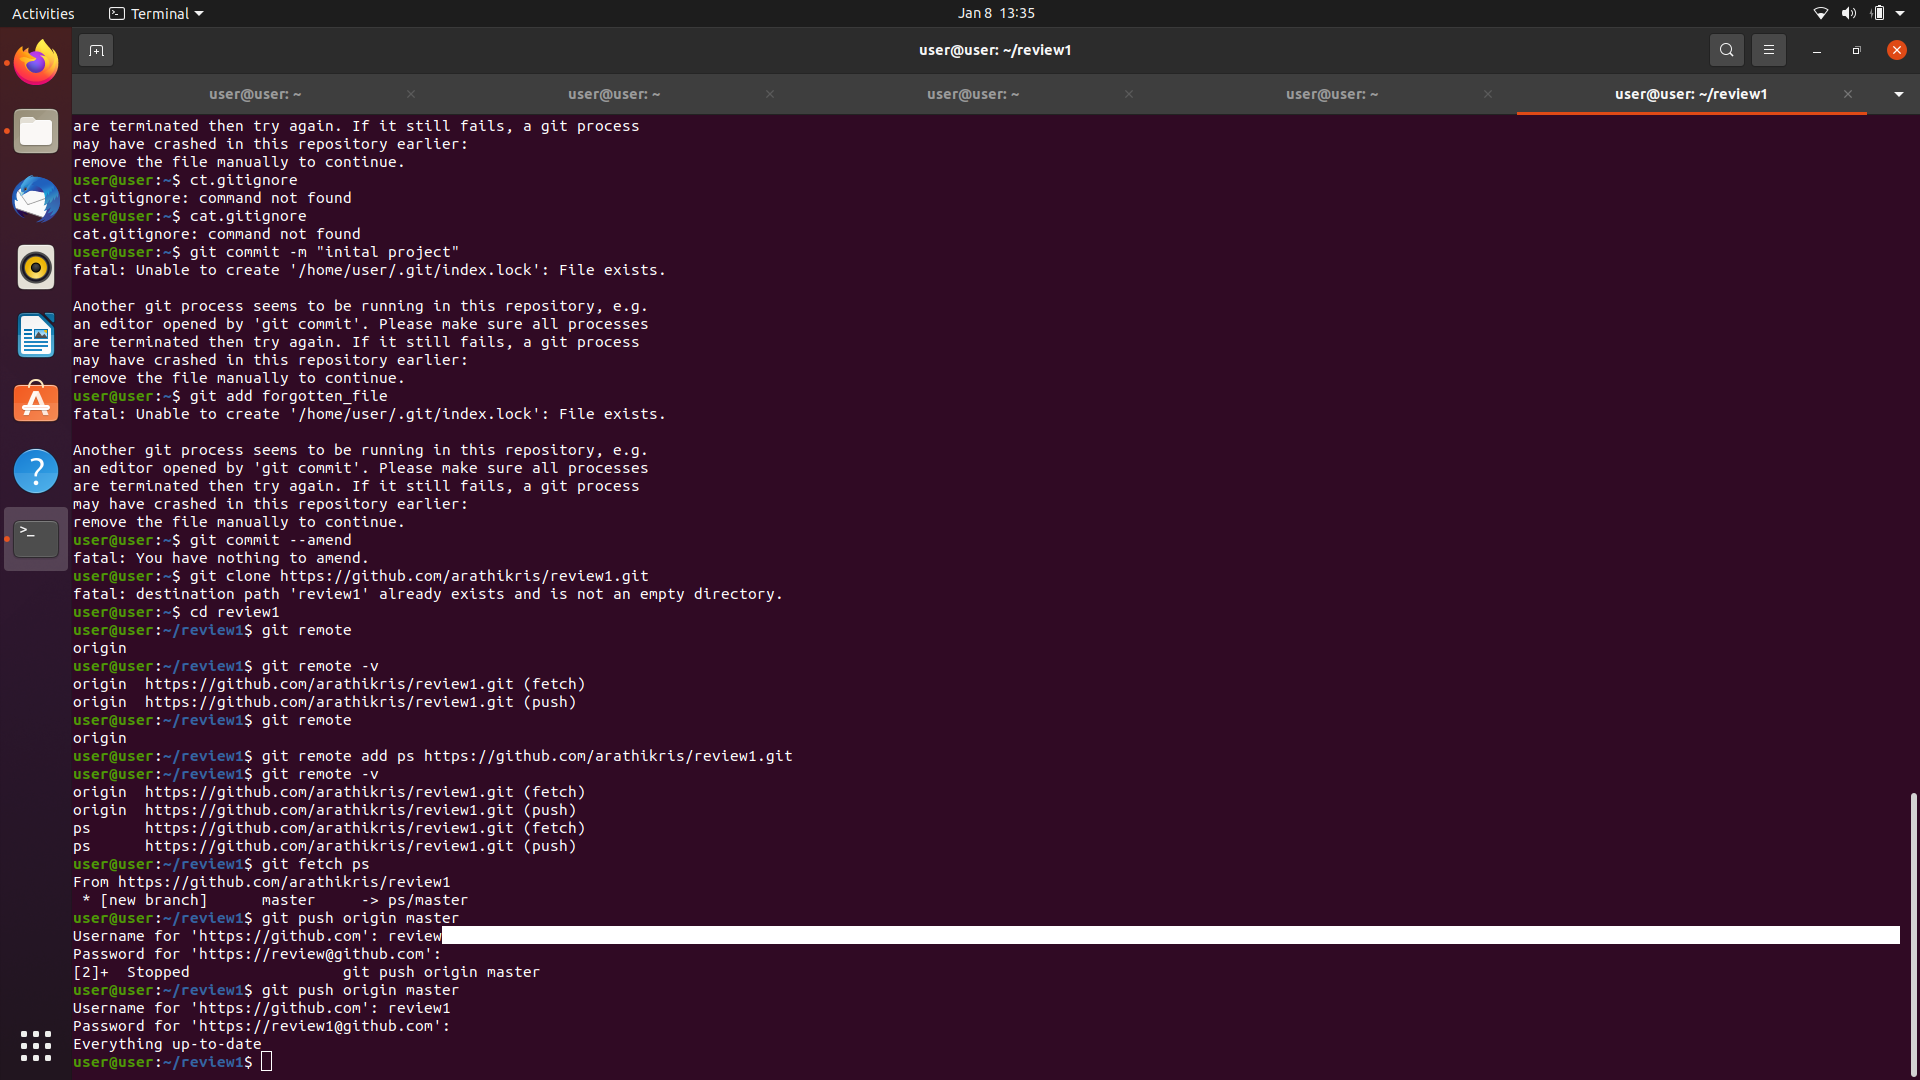 Activities
Terminal
Jan 8 13:35
user@user: ~/review1
user@user: ~
user@user: ~
user@user: ~
user@user: ~
user@user: ~/review1
are terminated then try again. If it still fails, a git process
may have crashed in this repository earlier:
remove the file manually to continue.
user@user:~$ ct.gitignore
ct.gitignore: command not found
user@user:~$ cat.gitignore
cat.gitignore: command not found
user@user:~$ git commit -m "inital project"
fatal: Unable to create '/home/user/.git/index.lock': File exists.
Another git process seems to be running in this repository, e.g.
an editor opened by 'git commit'. Please make sure all processes
are terminated then try again. If it still fails, a git process
may have crashed in this repository earlier:
remove the file manually to continue.
user@user:~$ git add forgotten_file
fatal: Unable to create '/home/user/.git/index.lock': File exists.
Another git process seems to be running in this repository, e.g.
an editor opened by 'git commit'. Please make sure all processes
are terminated then try again. If it still fails, a git process
may have crashed in this repository earlier:
remove the file manually to continue.
user@user:~$ git commit --amend
fatal: You have nothing to amend.
user@user:~$ git clone https://github.com/arathikris/review1.git
fatal: destination path 'review1' already exists and is not an empty directory.
user@user:~$ cd review1
user@user:~/review1$ git remote
origin
user@user:~/review1$ git remote -v
origin  https://github.com/arathikris/review1.git (fetch)
origin  https://github.com/arathikris/review1.git (push)
user@user:~/review1$ git remote
origin
user@user:~/review1$ git remote add ps https://github.com/arathikris/review1.git
user@user:~/review1$ git remote -v
origin  https://github.com/arathikris/review1.git (fetch)
origin  https://github.com/arathikris/review1.git (push)
ps      https://github.com/arathikris/review1.git (fetch)
ps      https://github.com/arathikris/review1.git (push)
user@user:~/review1$ git fetch ps
From https://github.com/arathikris/review1
 * [new branch]      master     -> ps/master
user@user:~/review1$ git push origin master
Username for 'https://github.com': review
Password for 'https://review@github.com':
[2]+  Stopped                 git push origin master
user@user:~/review1$ git push origin master
Username for 'https://github.com': review1
Password for 'https://review1@github.com':
Everything up-to-date
user@user:~/review1$